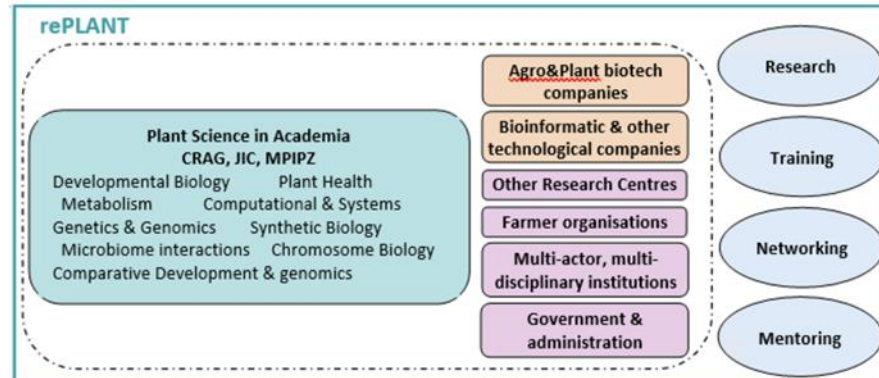 rePLANT
Plant Science in Academia
CRAG, JIC, MPIPZ
Developmental Biology Plant Health
Metabolism Computational & Systems
Genetics & Genomics Synthetic Biology
Microbiome interactions Chromosome Biology
Comparative Development & genomics
Agro&Plant biotech
companies
Bioinformatic & other
technological companies
Other Research Centres
Farmer organisations
Multi-actor, multi-
disciplinary institutions
Government &
administration
Research
Training
Networking
Mentoring